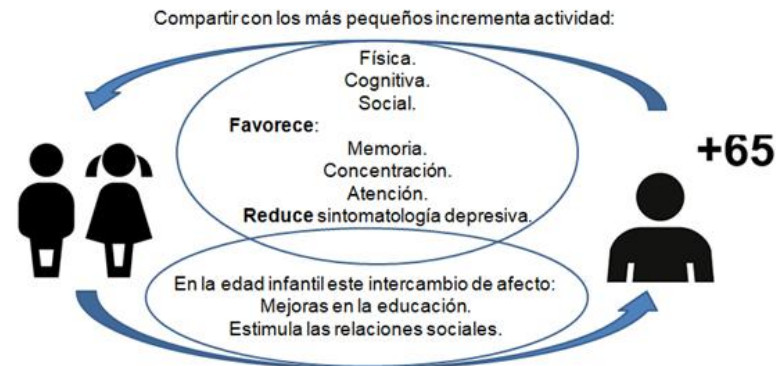 Compartir con los más pequeños incrementa actividad:
Física.
Cognitiva.
Social.
Favorece:
Memoria.
Concentración.
Atención.
Reduce sintomatología depresiva.
+65
En la edad infantil este intercambio de afecto:
Mejoras en la educación.
Estimula las relaciones sociales.